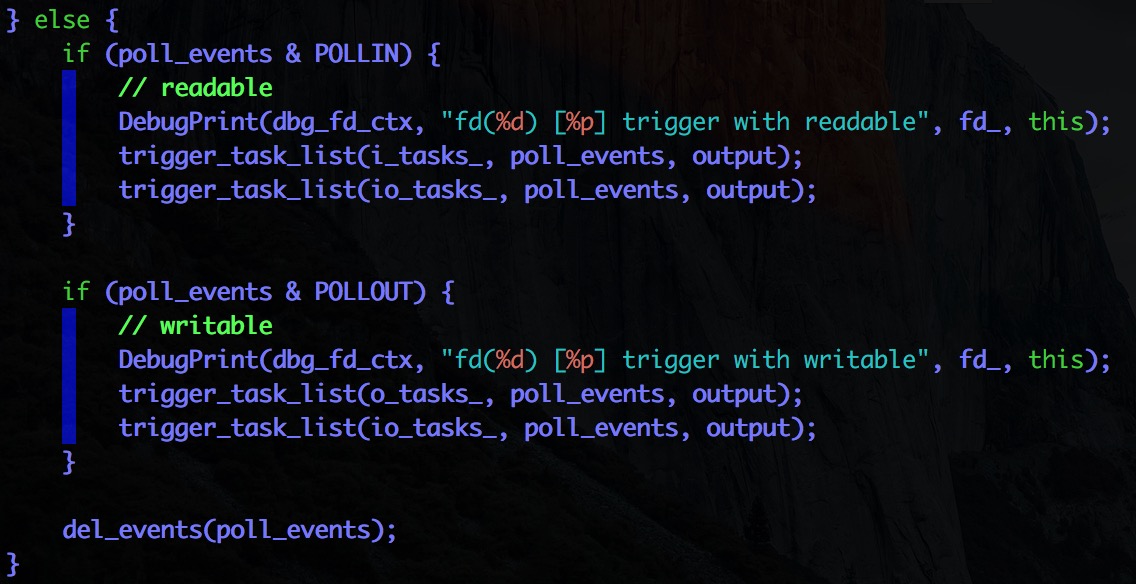 } else {
    if (poll_events & POLLIN) {
        // readable
        DebugPrint(dbg_fd_ctx, "fd(%d) [%p] trigger with readable", fd_, this);
        trigger_task_list(i_tasks_, poll_events, output);
        trigger_task_list(io_tasks_, poll_events, output);
    }

    if (poll_events & POLLOUT) {
        // writable
        DebugPrint(dbg_fd_ctx, "fd(%d) [%p] trigger with writable", fd_, this);
        trigger_task_list(o_tasks_, poll_events, output);
        trigger_task_list(io_tasks_, poll_events, output);
    }

    del_events(poll_events);
}